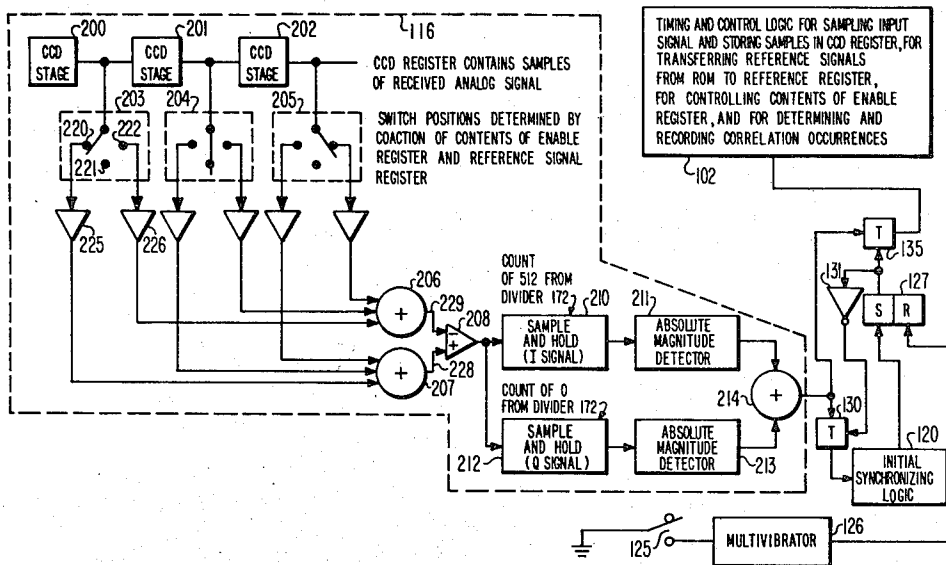 200
201
202
116
CCD
STAGE
CCD
STAGE
CCD
STAGE
CCD REGISTER CONTAINS SAMPLES
OF RECEIVED ANALOG SIGNAL
203
204
205
220
222
221
SWITCH POSITIONS DETERMINED BY
COACTION OF CONTENTS OF ENABLE
REGISTER AND REFERENCE SIGNAL
REGISTER
TIMING AND CONTROL LOGIC FOR SAMPLING INPUT
SIGNAL AND STORING SAMPLES IN CCD REGISTER, FOR
TRANSFERRING REFERENCE SIGNALS
FROM ROM TO REFERENCE REGISTER,
FOR CONTROLLING CONTENTS OF ENABLE
REGISTER, AND FOR DETERMINING AND
RECORDING CORRELATION OCCURRENCES
102
225
226
206
229
208
+
−
+
+
207
228
COUNT
OF 512 FROM
DIVIDER 172
210
211
SAMPLE
AND HOLD
(I SIGNAL)
ABSOLUTE
MAGNITUDE
DETECTOR
COUNT OF 0
FROM DIVIDER 172
SAMPLE
AND HOLD
(Q SIGNAL)
212
ABSOLUTE
MAGNITUDE
DETECTOR
213
+
214
T
135
131
127
S
R
130
T
120
INITIAL
SYNCHRONIZING
LOGIC
125
MULTIVIBRATOR
126